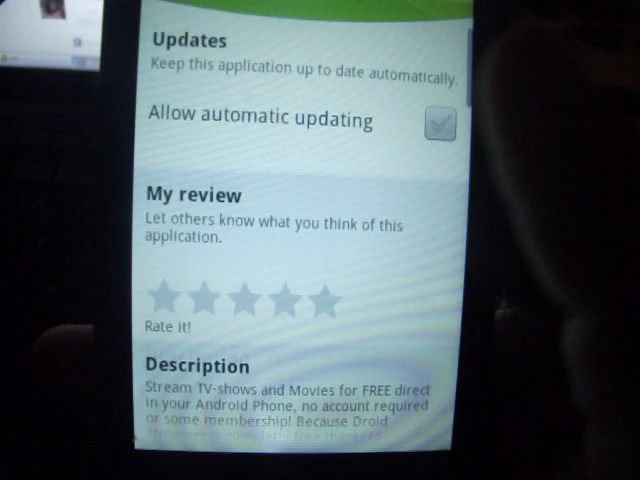 Updates
Keep this application up to date automatically.
Allow automatic updating
My review
Let others know what you think of this
application.
Rate it!
Description
Stream TV-shows and Movies for FREE direct
in your Android Phone, no account required
or some membership! Because Droid